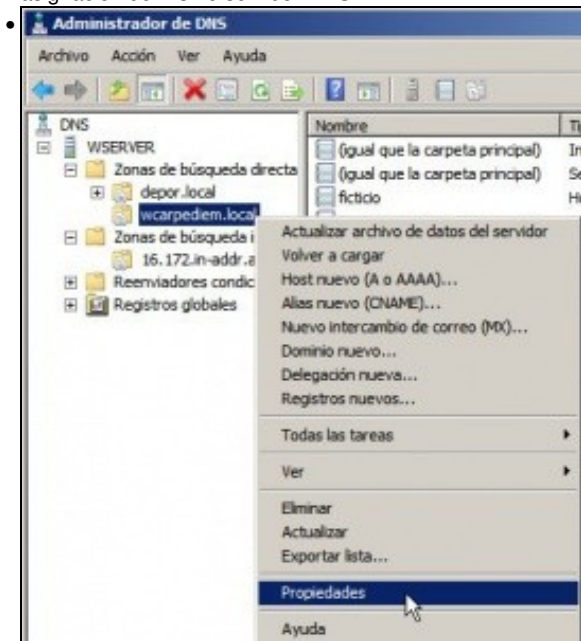 Administrador de DNS
Archivo Acción Ver Ayuda
DNS
WSERVER
Zonas de búsqueda directa
depor.local
wcarpediem.local
Zonas de búsqueda i
16.172.in-addr.a
Reenviadores condic
Registros globales
Nombre
(igual que la carpeta principal) In
(igual que la carpeta principal) Se
ficticio
Actualizar archivo de datos del servidor
Volver a cargar
Host nuevo (A o AAAA)...
Alias nuevo (CNAME)...
Nuevo intercambio de correo (MX)...
Dominio nuevo...
Delegación nueva...
Registros nuevos...
Todas las tareas
Ver
Eliminar
Actualizar
Exportar lista...
Propiedades
Ayuda